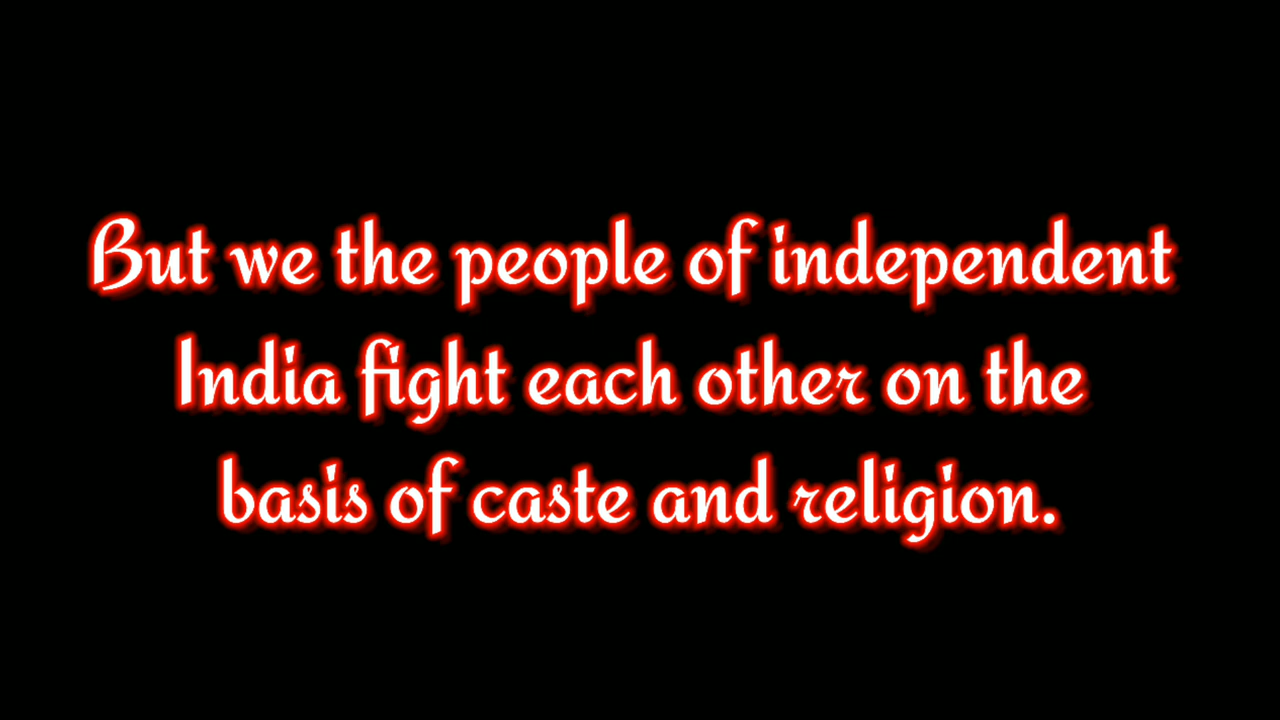 But we the people of independent
India fight each other on the
basis of caste and religion.